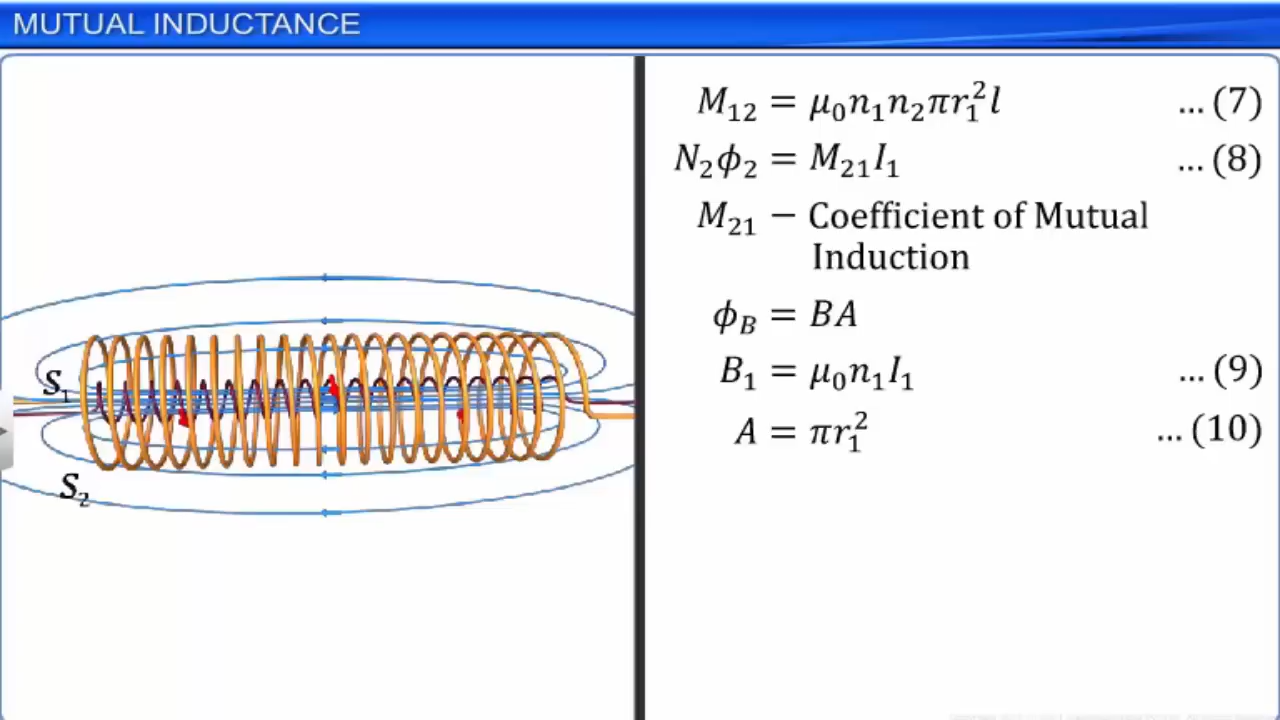 MUTUAL INDUCTANCE
M₁₂ = μ₀n₁n₂πr₁²l ... (7)
N₂ϕ₂ = M₂₁I₁ ... (8)
M₂₁ − Coefficient of Mutual
Induction
ϕ_B = BA
B₁ = μ₀n₁I₁ ... (9)
A = πr₁² ... (10)
S₁
S₂